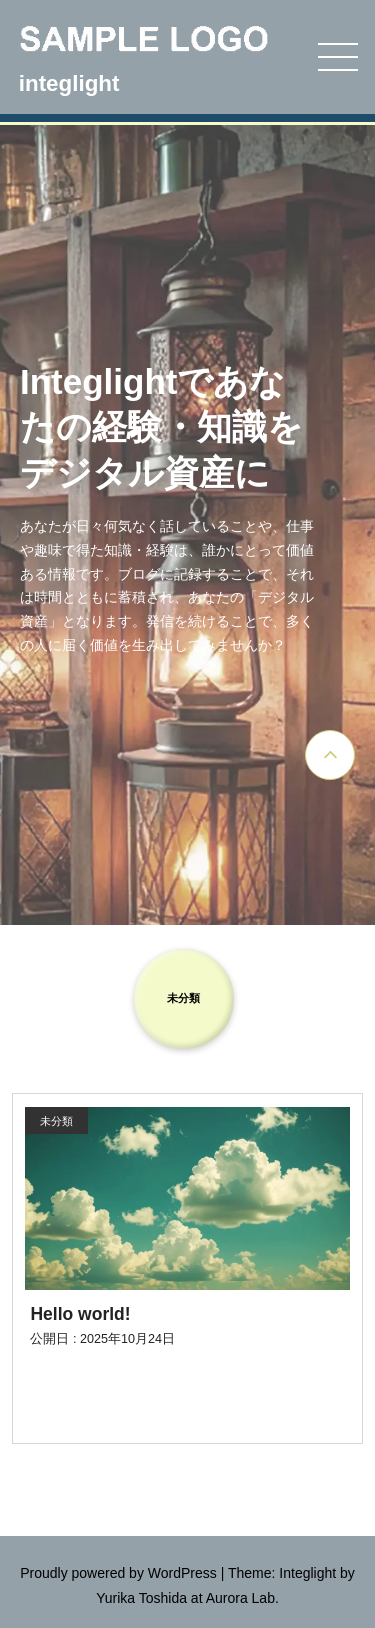 SAMPLE LOGO
integlight
Integlightであな
たの経験・知識を
デジタル資産に
あなたが日々何気なく話していることや、仕事
や趣味で得た知識・経験は、誰かにとって価値
ある情報です。ブログに記録することで、それ
は時間とともに蓄積され、あなたの「デジタル
資産」となります。発信を続けることで、多く
の人に届く価値を生み出してみませんか？
未分類
未分類
Hello world!
公開日 : 2025年10月24日
Proudly powered by WordPress | Theme: Integlight by
Yurika Toshida at Aurora Lab.